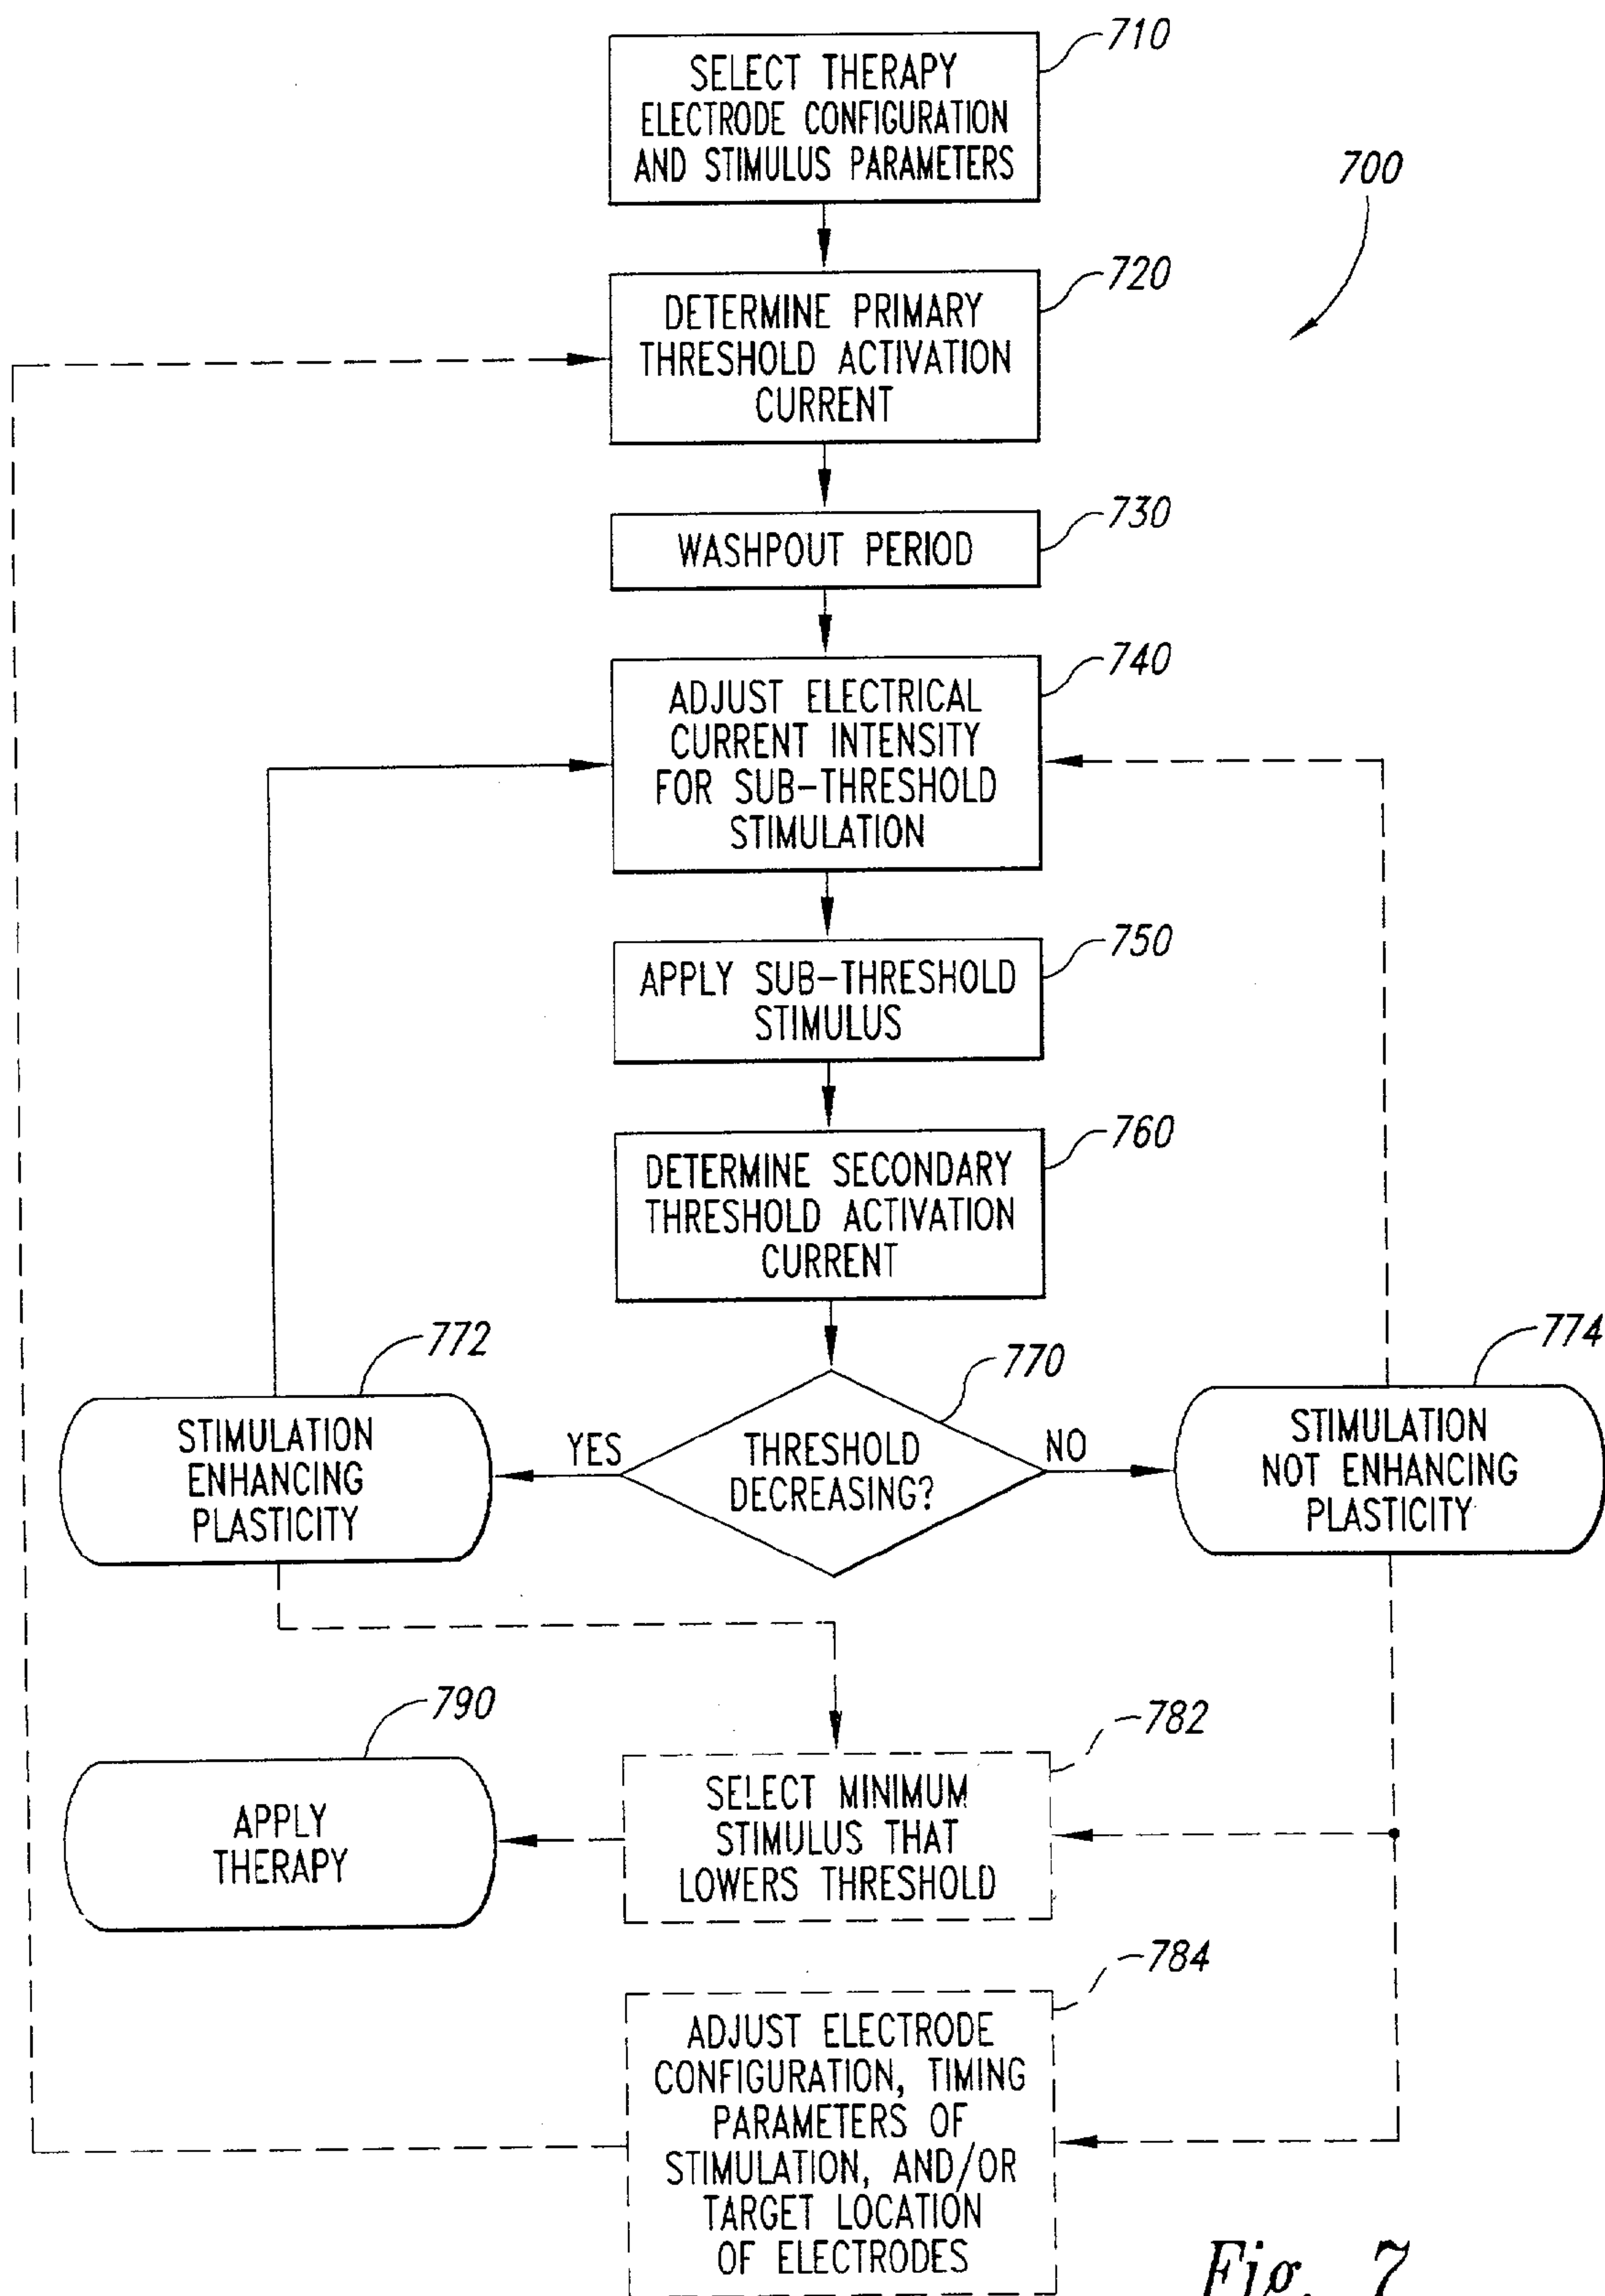 710
SELECT THERAPY
ELECTRODE CONFIGURATION
AND STIMULUS PARAMETERS
700
720
DETERMINE PRIMARY
THRESHOLD ACTIVATION
CURRENT
730
WASHPOUT PERIOD
740
ADJUST ELECTRICAL
CURRENT INTENSITY
FOR SUB-THRESHOLD
STIMULATION
750
APPLY SUB-THRESHOLD
STIMULUS
760
DETERMINE SECONDARY
THRESHOLD ACTIVATION
CURRENT
772
STIMULATION
ENHANCING
PLASTICITY
YES
770
THRESHOLD
DECREASING?
NO
774
STIMULATION
NOT ENHANCING
PLASTICITY
790
APPLY
THERAPY
782
SELECT MINIMUM
STIMULUS THAT
LOWERS THRESHOLD
784
ADJUST ELECTRODE
CONFIGURATION, TIMING
PARAMETERS OF
STIMULATION, AND/OR
TARGET LOCATION
OF ELECTRODES
Fig. 7